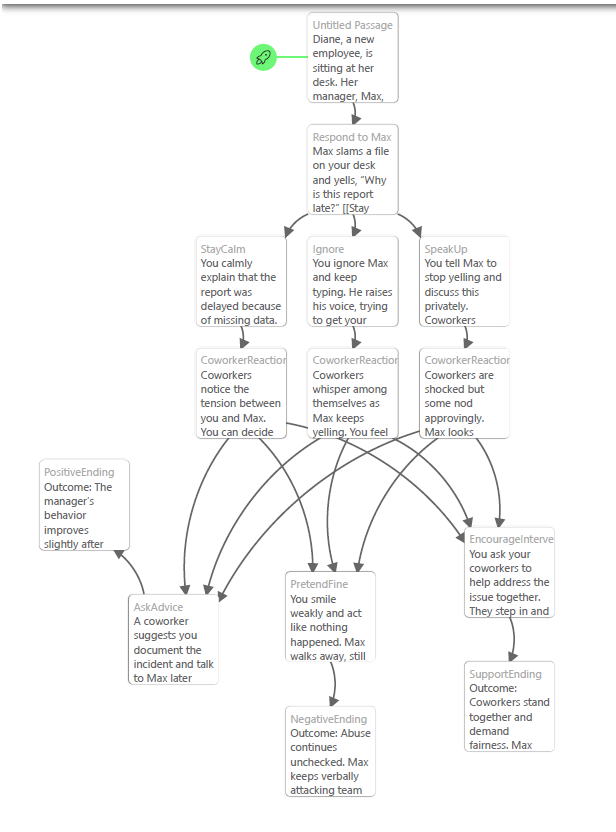 Untitled Passage
Diane, a new
employee, is
sitting at her
desk. Her
manager, Max,
Respond to Max
Max slams a file
on your desk
and yells, “Why
is this report
late?” [[Stay
StayCalm
You calmly
explain that the
report was
delayed because
of missing data.
Ignore
You ignore Max
and keep
typing. He raises
his voice, trying
to get your
SpeakUp
You tell Max to
stop yelling and
discuss this
privately.
Coworkers
CoworkerReaction
Coworkers
notice the
tension between
you and Max.
You can decide
CoworkerReaction
Coworkers
whisper among
themselves as
Max keeps
yelling. You feel
CoworkerReaction
Coworkers are
shocked but
some nod
approvingly.
Max looks
PositiveEnding
Outcome: The
manager’s
behavior
improves
slightly after
EncourageInterve
You ask your
coworkers to
help address the
issue together.
They step in and
PretendFine
You smile
weakly and act
like nothing
happened. Max
walks away, still
AskAdvice
A coworker
suggests you
document the
incident and talk
to Max later
SupportEnding
Outcome:
Coworkers stand
together and
demand
fairness. Max
NegativeEnding
Outcome: Abuse
continues
unchecked. Max
keeps verbally
attacking team